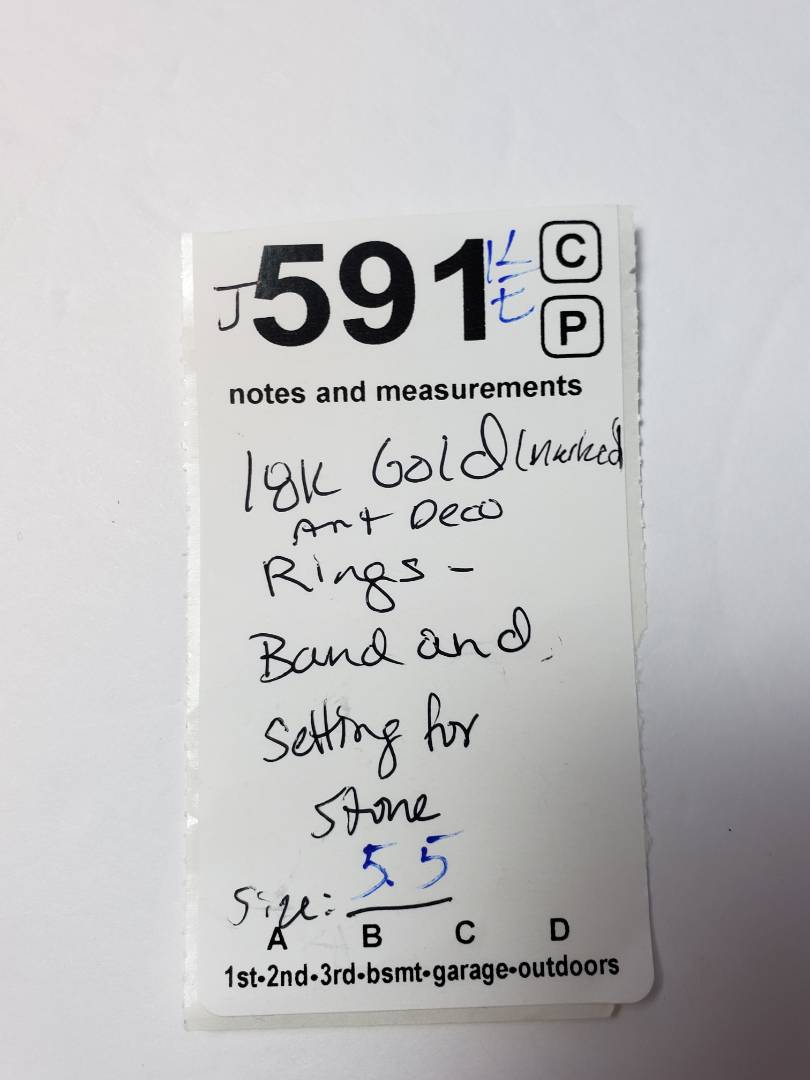 J591 K/t C
P
notes and measurements
18K Gold (marked
Art Deco
Rings -
Band and
Setting for
Stone
Size: 5.5
A B C D
1st•2nd•3rd•bsmt•garage•outdoors